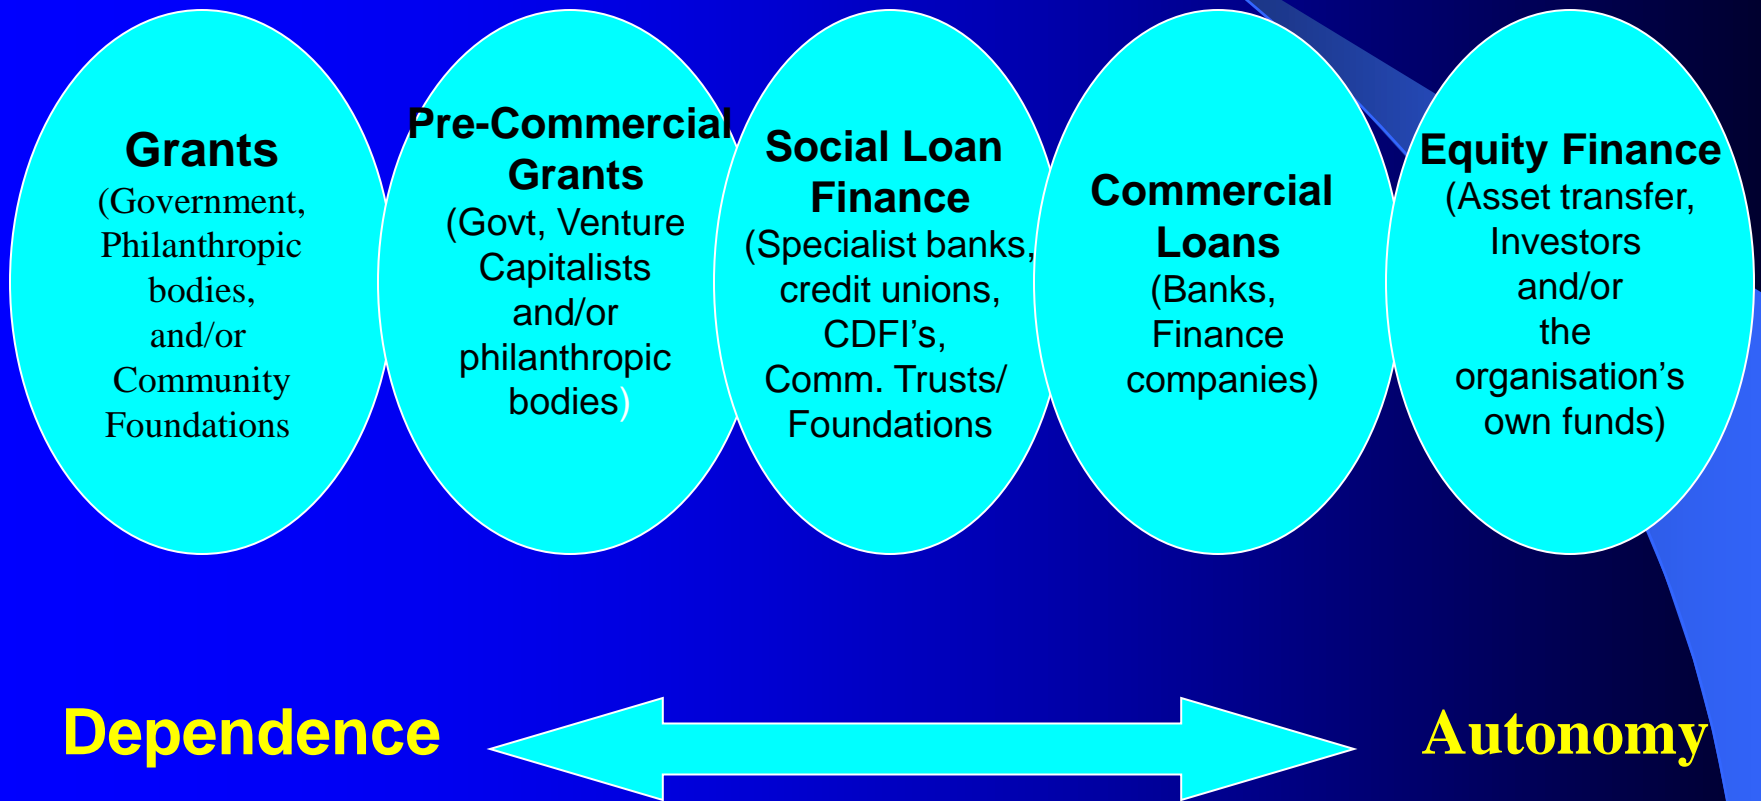 Grants
(Government,
Philanthropic
bodies,
and/or
Community
Foundations
Pre-Commercial
Grants
(Govt, Venture
Capitalists
and/or
philanthropic
bodies)
Social Loan
Finance
(Specialist banks,
credit unions,
CDFI’s,
Comm. Trusts/
Foundations
Commercial
Loans
(Banks,
Finance
companies)
Equity Finance
(Asset transfer,
Investors
and/or
the
organisation’s
own funds)
Dependence
Autonomy